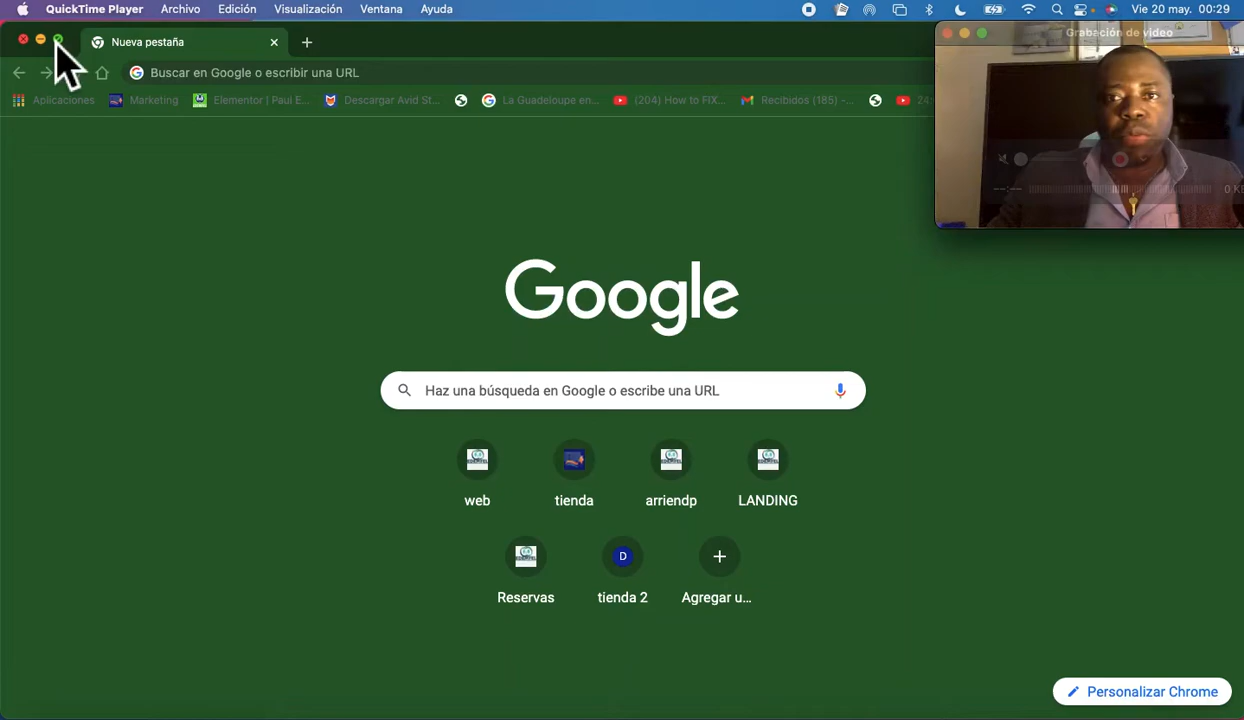 QuickTime Player Archivo Edición Visualización Ventana Ayuda Vie 20 may. 00:29
Nueva pestaña
Grabación de video
Buscar en Google o escribir una URL
Aplicaciones Marketing Elementor | Paul E... Descargar Avid St... La Guadeloupe en... (204) How to FIX... Recibidos (185) -...
--:-- 0 KB
Google
Haz una búsqueda en Google o escribe una URL
web tienda arriendp LANDING
D
Reservas tienda 2 Agregar u...
Personalizar Chrome